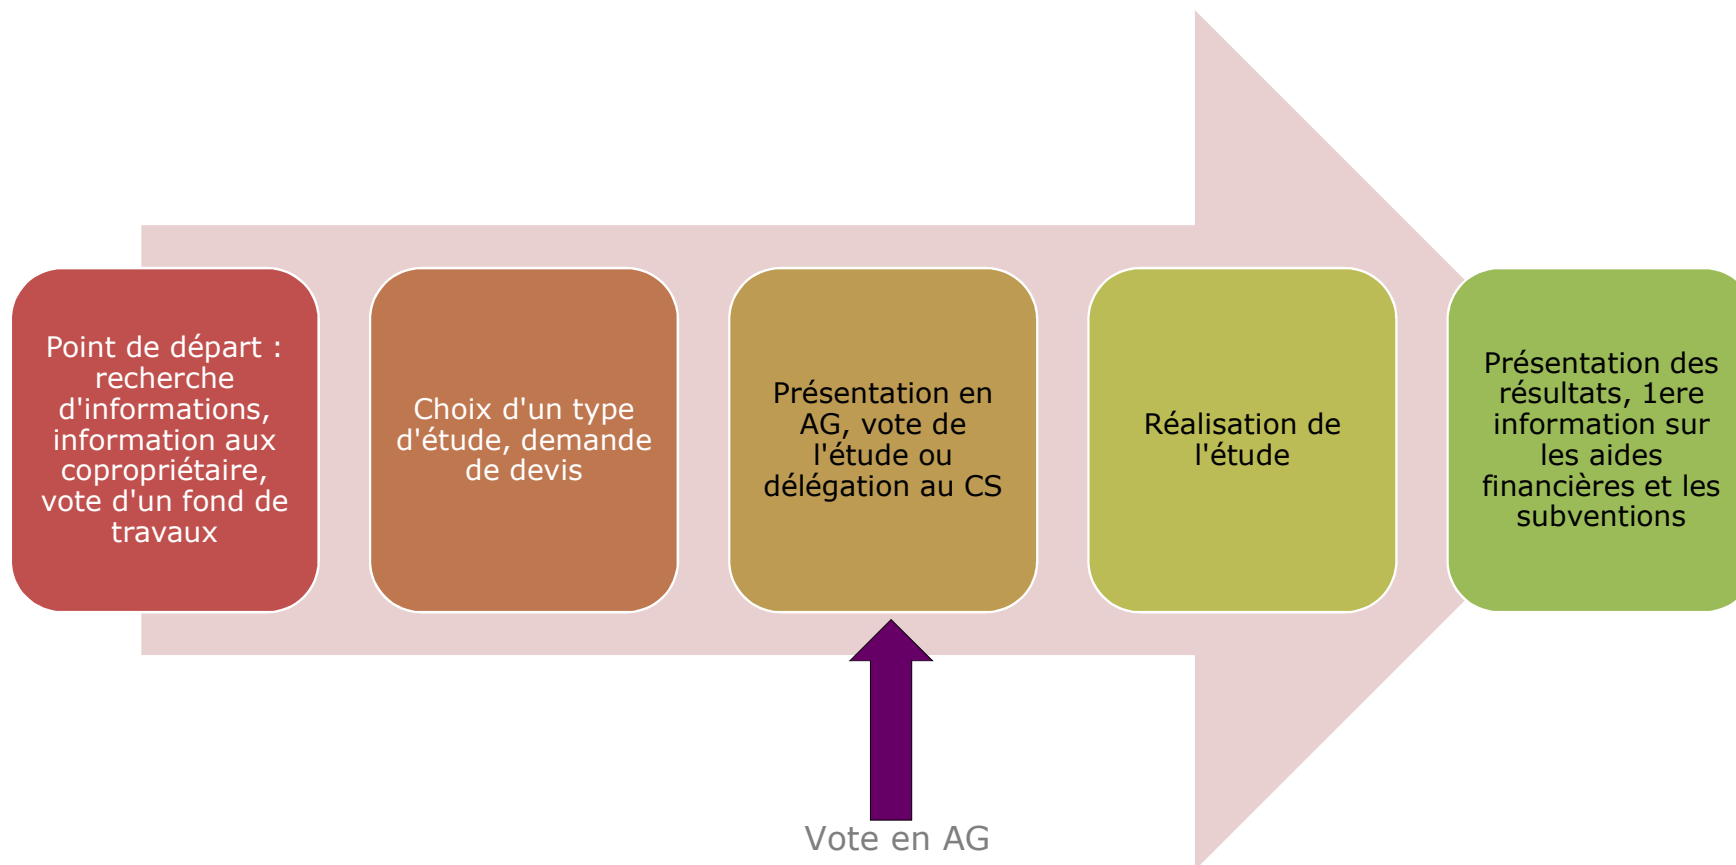 Point de départ :
recherche
d'informations,
information aux
copropriétaire,
vote d'un fond de
travaux
Choix d'un type
d'étude, demande
de devis
Présentation en
AG, vote de
l'étude ou
délégation au CS
Réalisation de
l'étude
Présentation des
résultats, 1ere
information sur
les aides
financières et les
subventions
Vote en AG